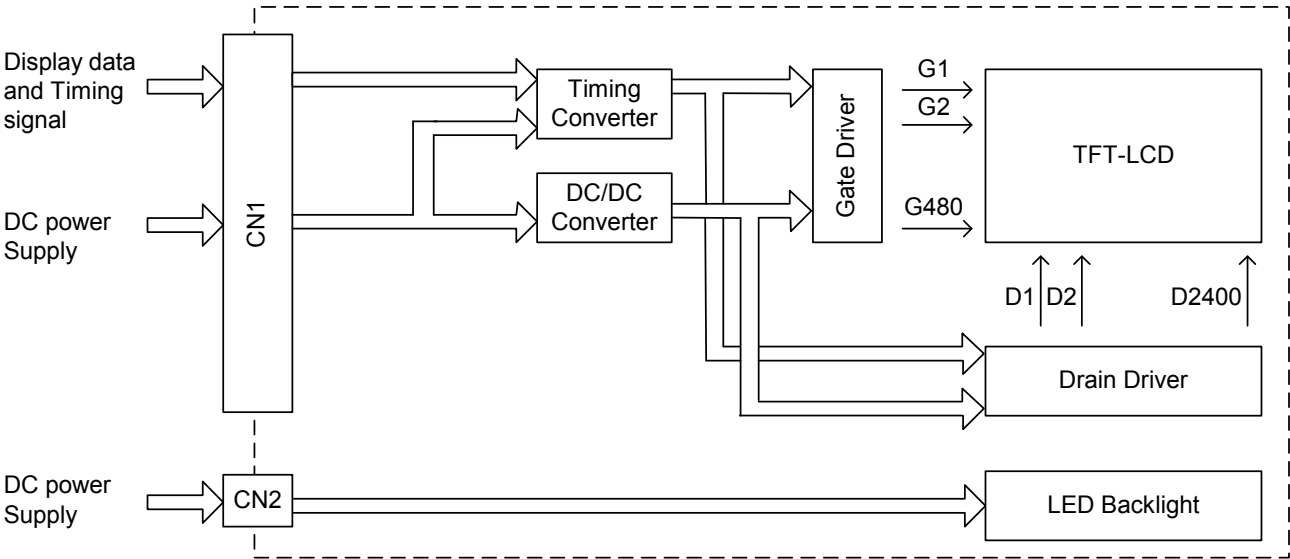 Display data
and Timing
signal
DC power
Supply
CN1
Timing
Converter
DC/DC
Converter
Gate Driver
G1
G2
G480
TFT-LCD
D1
D2
D2400
Drain Driver
DC power
Supply
CN2
LED Backlight